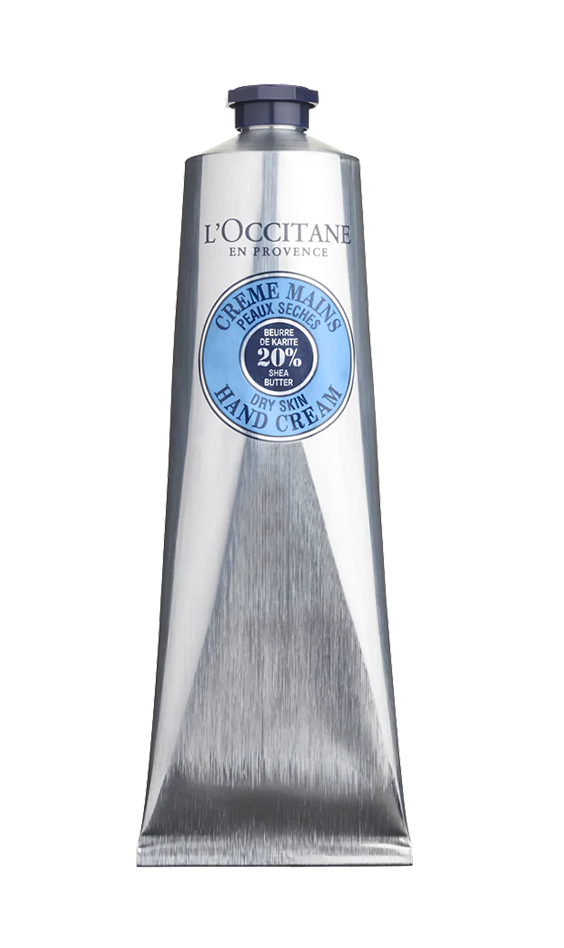 L'OCCITANE
EN PROVENCE
CREME MAINS
PEAUX SECHES
BEURRE
DE KARITE
20%
SHEA
BUTTER
DRY SKIN
HAND CREAM